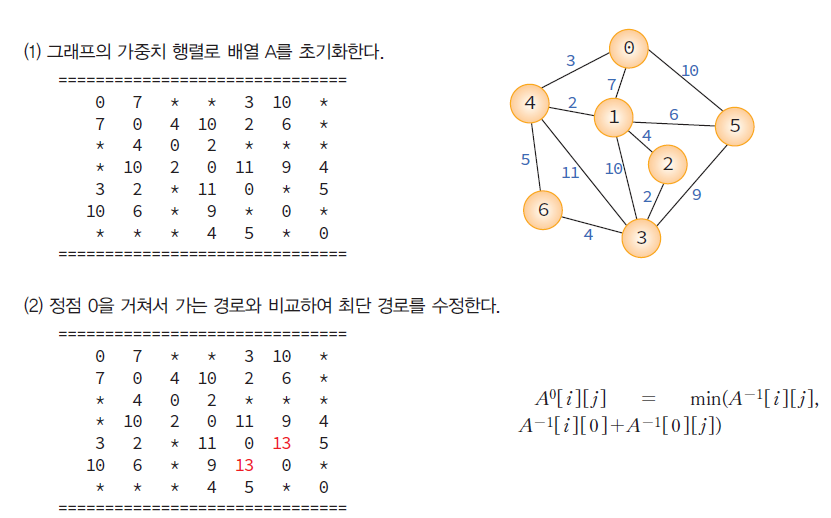 (1) 그래프의 가중치 행렬로 배열 A를 초기화한다.
===============================
0 7 * * 3 10 *
7 0 4 10 2 6 *
* 4 0 2 * * *
* 10 2 0 11 9 4
3 2 * 11 0 * 5
10 6 * 9 * 0 *
* * * 4 5 * 0
===============================
0
3
10
7
4
2
1
6
5
4
2
5
11
10
2
9
6
4
3
(2) 정점 0을 거쳐서 가는 경로와 비교하여 최단 경로를 수정한다.
===============================
0 7 * * 3 10 *
7 0 4 10 2 6 *
* 4 0 2 * * *
* 10 2 0 11 9 4
3 2 * 11 0 13 5
10 6 * 9 13 0 *
* * * 4 5 * 0
===============================
A⁰[i][j] = min(A⁻¹[i][j],
A⁻¹[i][0]+A⁻¹[0][j])